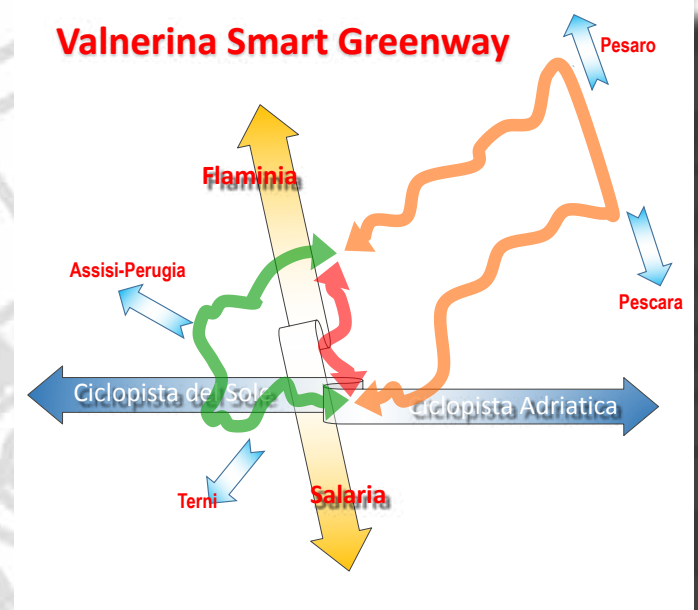 Valnerina Smart Greenway
Pesaro
Flaminia
Assisi-Perugia
Pescara
Ciclopista del Sole
Ciclopista Adriatica
Terni
Salaria